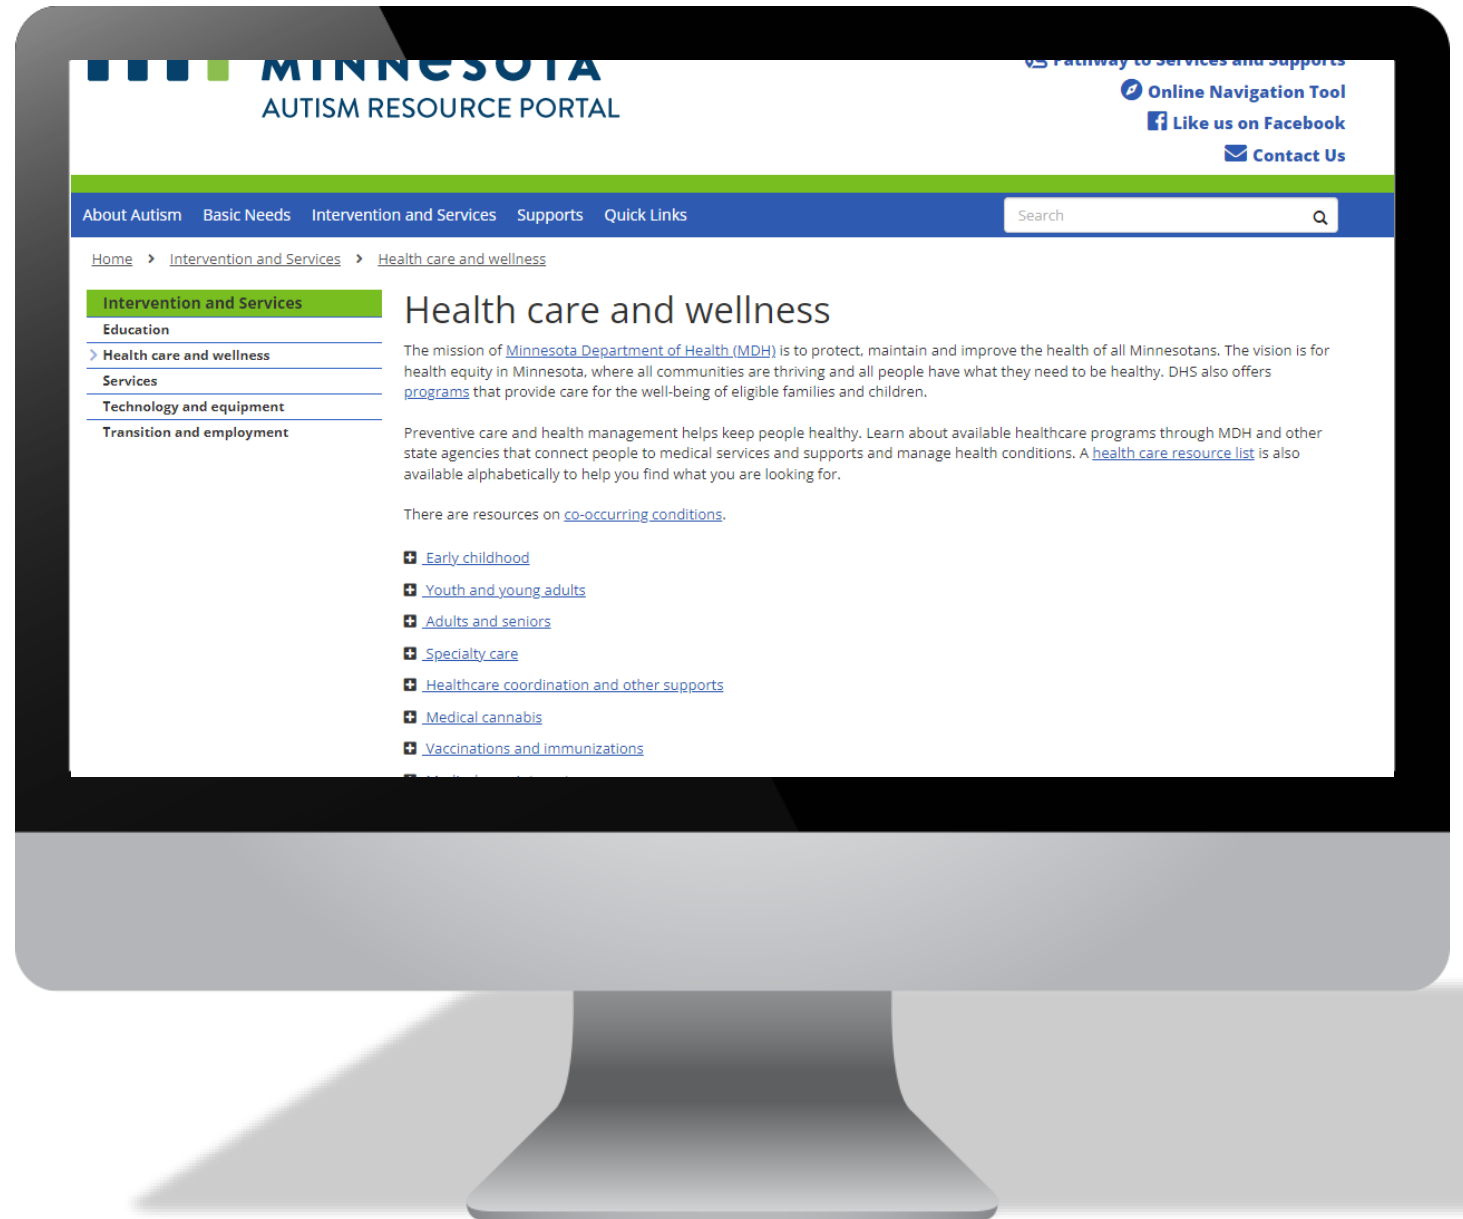 MINNesOTA
AUTISM RESOURCE PORTAL
Pathway to Services and Supports
Online Navigation Tool
Like us on Facebook
Contact Us
About Autism Basic Needs Intervention and Services Supports Quick Links Search
Home > Intervention and Services > Health care and wellness
Intervention and Services
Education
Health care and wellness
Services
Technology and equipment
Transition and employment
Health care and wellness
The mission of Minnesota Department of Health (MDH) is to protect, maintain and improve the health of all Minnesotans. The vision is for
health equity in Minnesota, where all communities are thriving and all people have what they need to be healthy. DHS also offers
programs that provide care for the well-being of eligible families and children.
Preventive care and health management helps keep people healthy. Learn about available healthcare programs through MDH and other
state agencies that connect people to medical services and supports and manage health conditions. A health care resource list is also
available alphabetically to help you find what you are looking for.
There are resources on co-occurring conditions.
Early childhood
Youth and young adults
Adults and seniors
Specialty care
Healthcare coordination and other supports
Medical cannabis
Vaccinations and immunizations